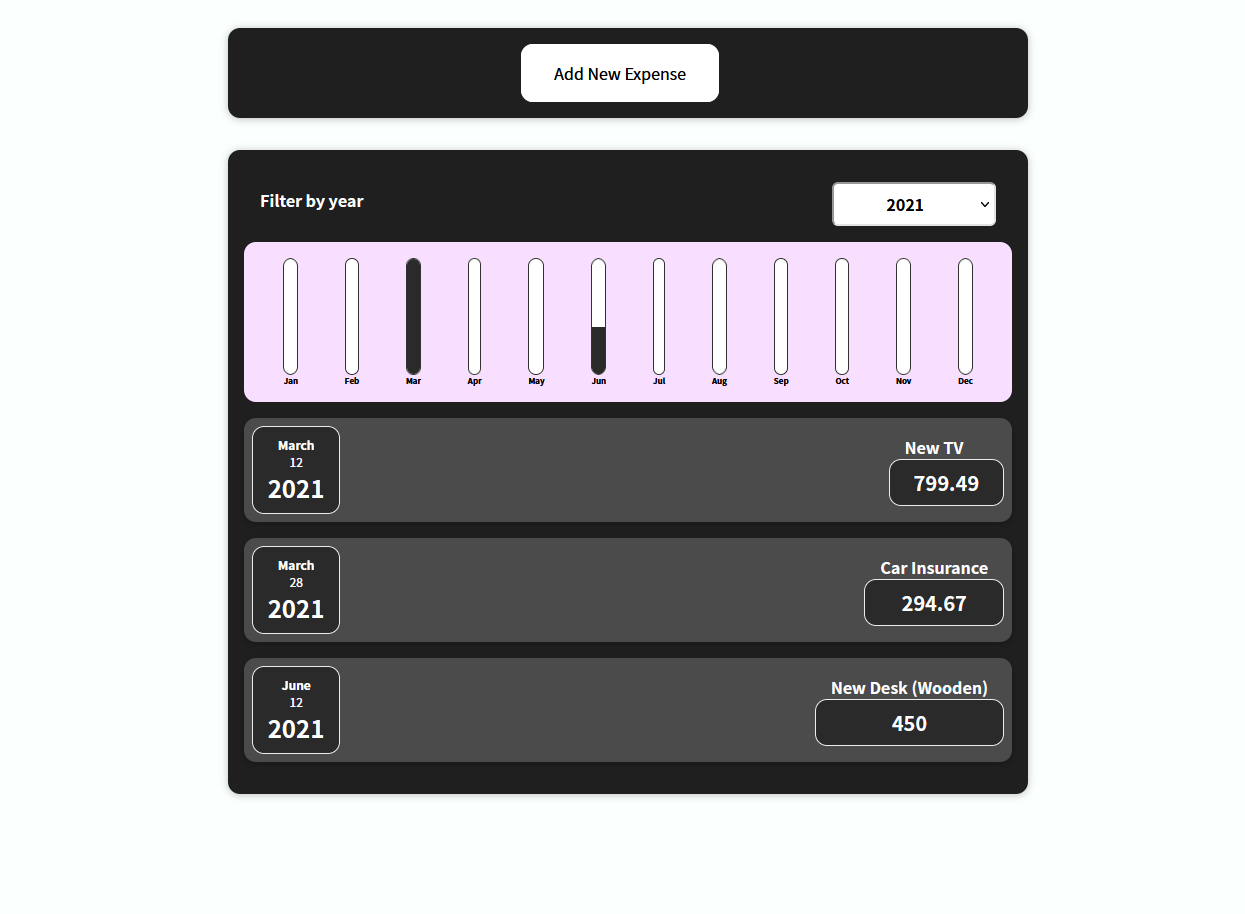 Add New Expense
Filter by year
2021
Jan Feb Mar Apr May Jun Jul Aug Sep Oct Nov Dec
March
12
2021
New TV
799.49
March
28
2021
Car Insurance
294.67
June
12
2021
New Desk (Wooden)
450